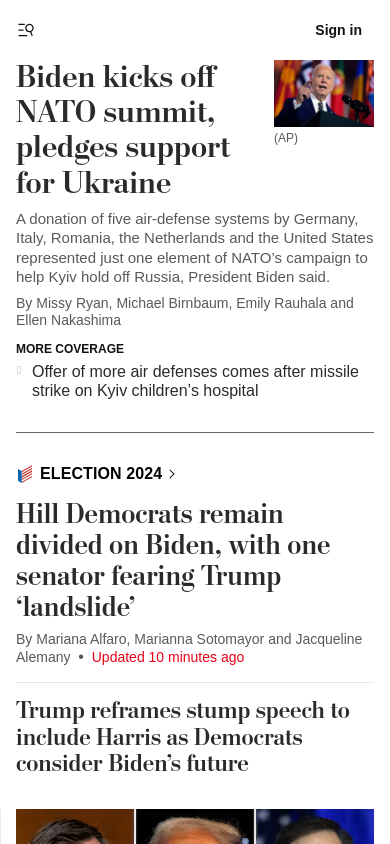 Sign in
Biden kicks off
NATO summit,
pledges support
for Ukraine
(AP)
A donation of five air-defense systems by Germany,
Italy, Romania, the Netherlands and the United States
represented just one element of NATO’s campaign to
help Kyiv hold off Russia, President Biden said.
By Missy Ryan, Michael Birnbaum, Emily Rauhala and
Ellen Nakashima
MORE COVERAGE
Offer of more air defenses comes after missile
strike on Kyiv children’s hospital
ELECTION 2024
Hill Democrats remain
divided on Biden, with one
senator fearing Trump
‘landslide’
By Mariana Alfaro, Marianna Sotomayor and Jacqueline
Alemany • Updated 10 minutes ago
Trump reframes stump speech to
include Harris as Democrats
consider Biden’s future